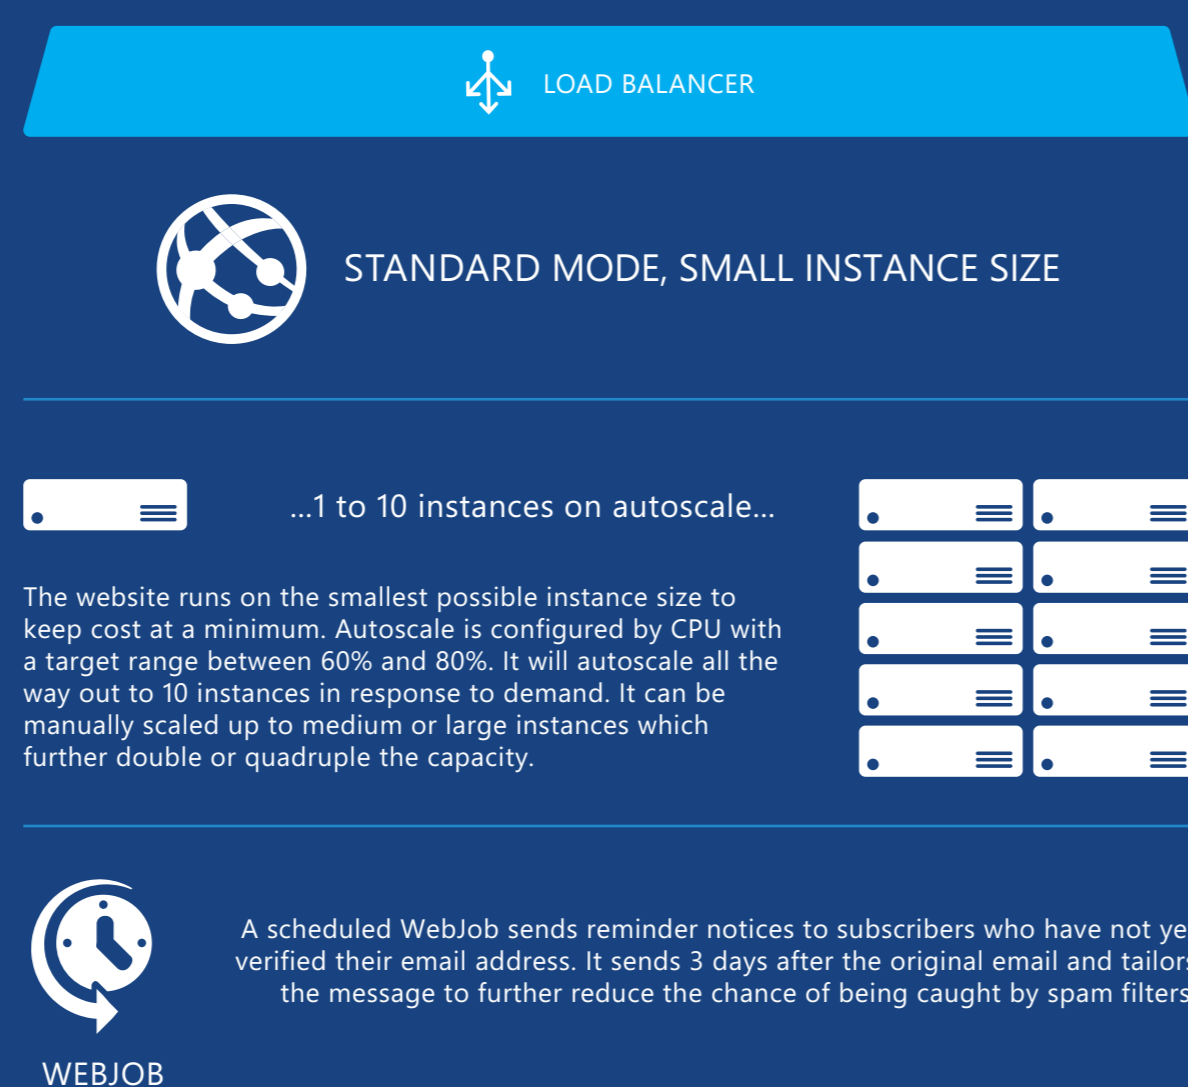 LOAD BALANCER
STANDARD MODE, SMALL INSTANCE SIZE
...1 to 10 instances on autoscale...
The website runs on the smallest possible instance size to
keep cost at a minimum. Autoscale is configured by CPU with
a target range between 60% and 80%. It will autoscale all the
way out to 10 instances in response to demand. It can be
manually scaled up to medium or large instances which
further double or quadruple the capacity.
A scheduled WebJob sends reminder notices to subscribers who have not ye
verified their email address. It sends 3 days after the original email and tailors
the message to further reduce the chance of being caught by spam filters
WEBJOB